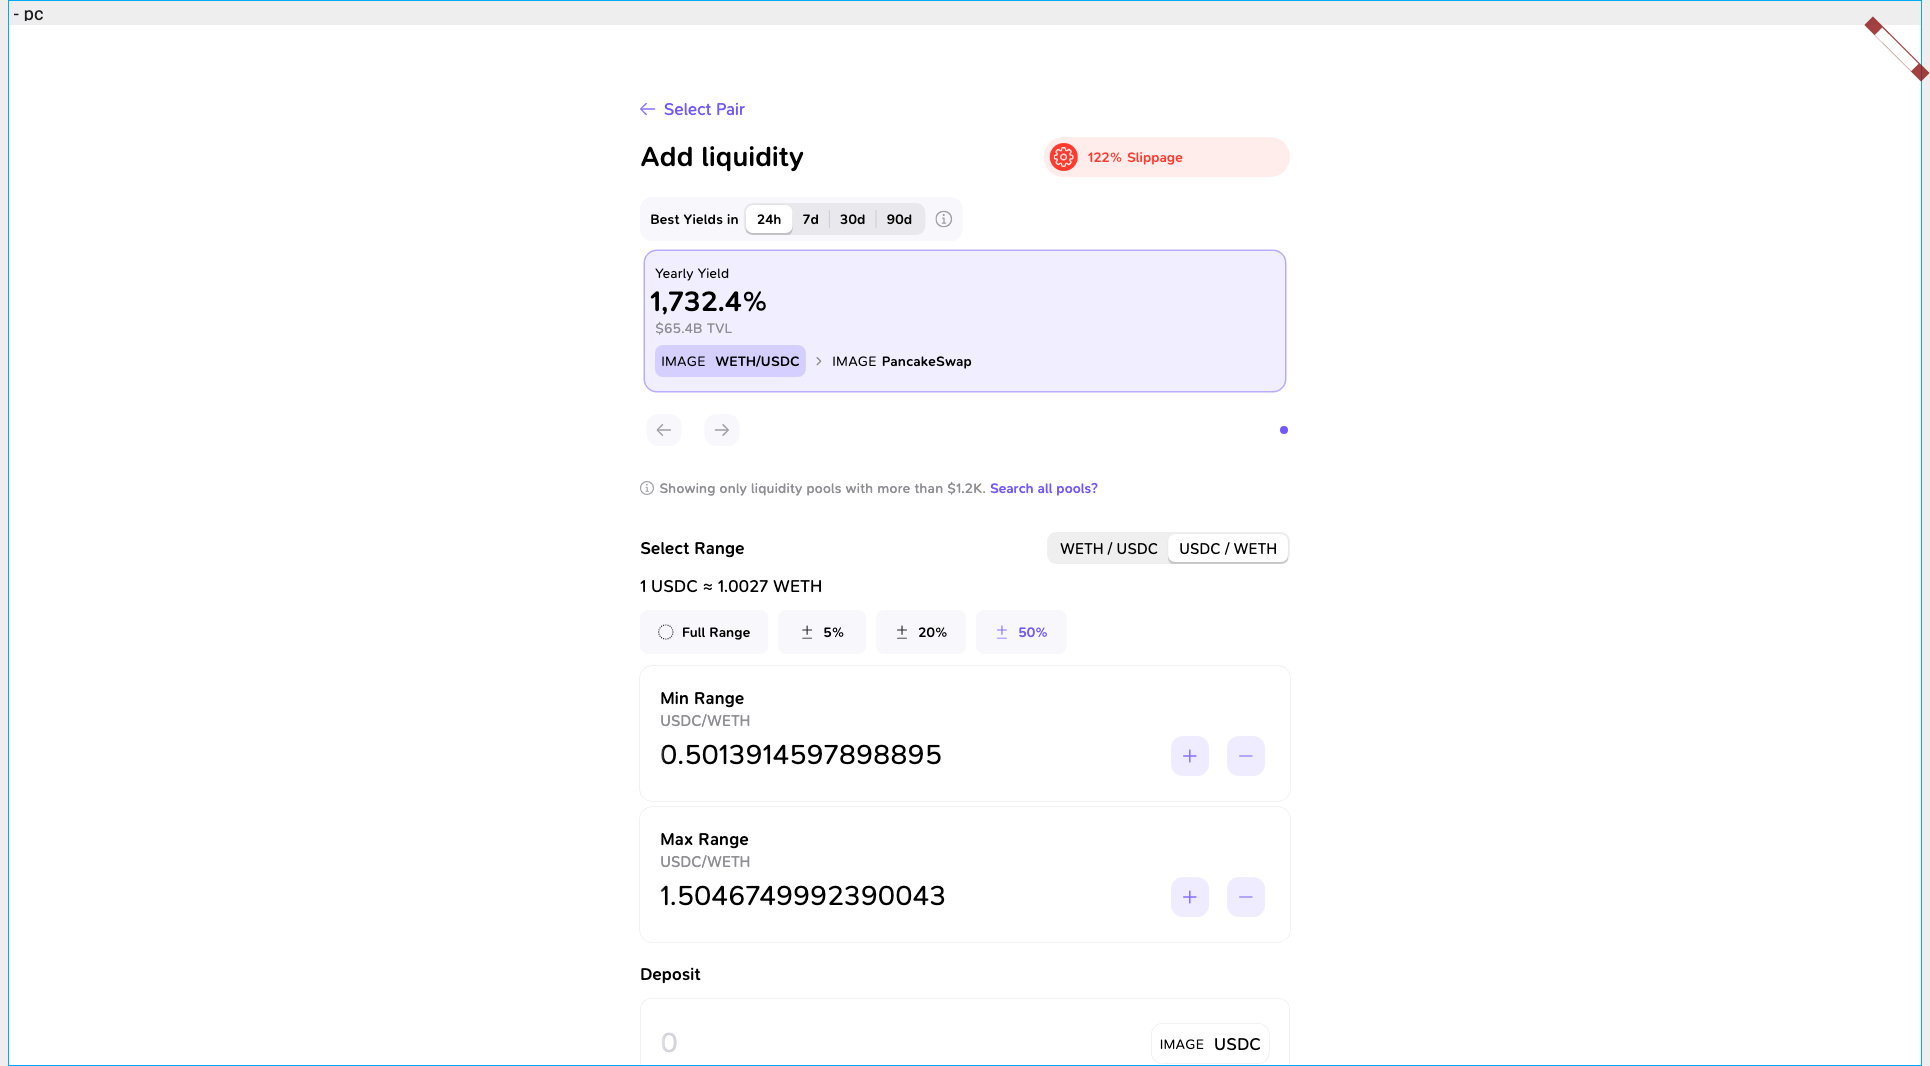 - pc
Select Pair
Add liquidity
122% Slippage
Best Yields in 24h 7d 30d 90d
Yearly Yield
1,732.4%
$65.4B TVL
IMAGE WETH/USDC > IMAGE PancakeSwap
Showing only liquidity pools with more than $1.2K. Search all pools?
Select Range
WETH / USDC USDC / WETH
1 USDC ≈ 1.0027 WETH
Full Range ± 5% ± 20% ± 50%
Min Range
USDC/WETH
0.5013914597898895
+ −
Max Range
USDC/WETH
1.5046749992390043
+ −
Deposit
0
IMAGE USDC